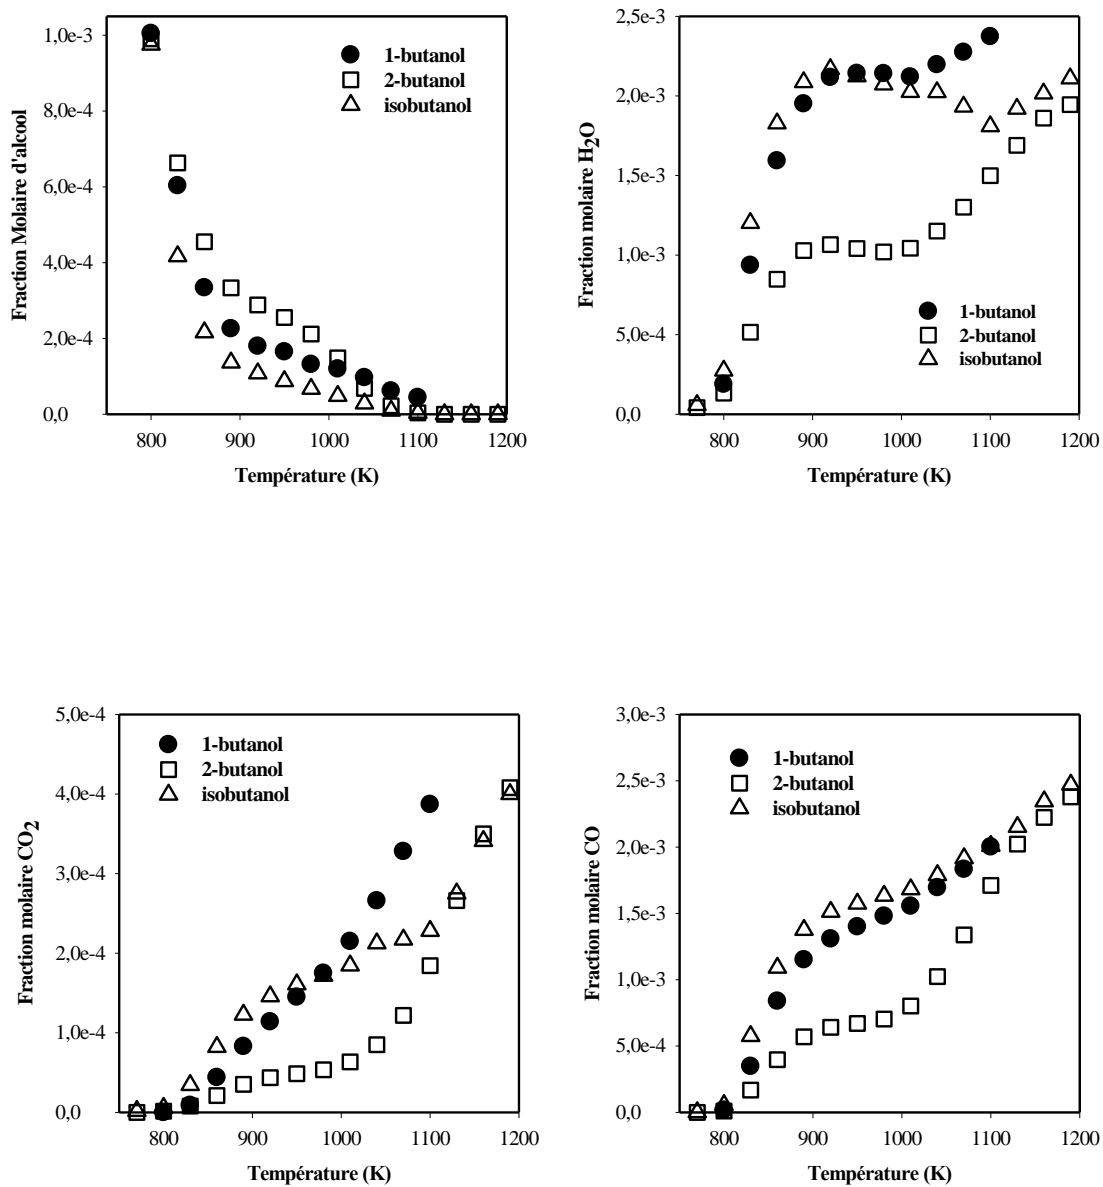 1,0e-3
8,0e-4
6,0e-4
4,0e-4
2,0e-4
0,0
Fraction Molaire d'alcool
1-butanol
2-butanol
isobutanol
800
900
1000
1100
1200
Température (K)
2,5e-3
2,0e-3
1,5e-3
1,0e-3
5,0e-4
0,0
Fraction molaire H2O
1-butanol
2-butanol
isobutanol
800
900
1000
1100
1200
Température (K)
5,0e-4
4,0e-4
3,0e-4
2,0e-4
1,0e-4
0,0
Fraction molaire CO2
1-butanol
2-butanol
isobutanol
800
900
1000
1100
1200
Température (K)
3,0e-3
2,5e-3
2,0e-3
1,5e-3
1,0e-3
5,0e-4
0,0
Fraction molaire CO
1-butanol
2-butanol
isobutanol
800
900
1000
1100
1200
Température (K)